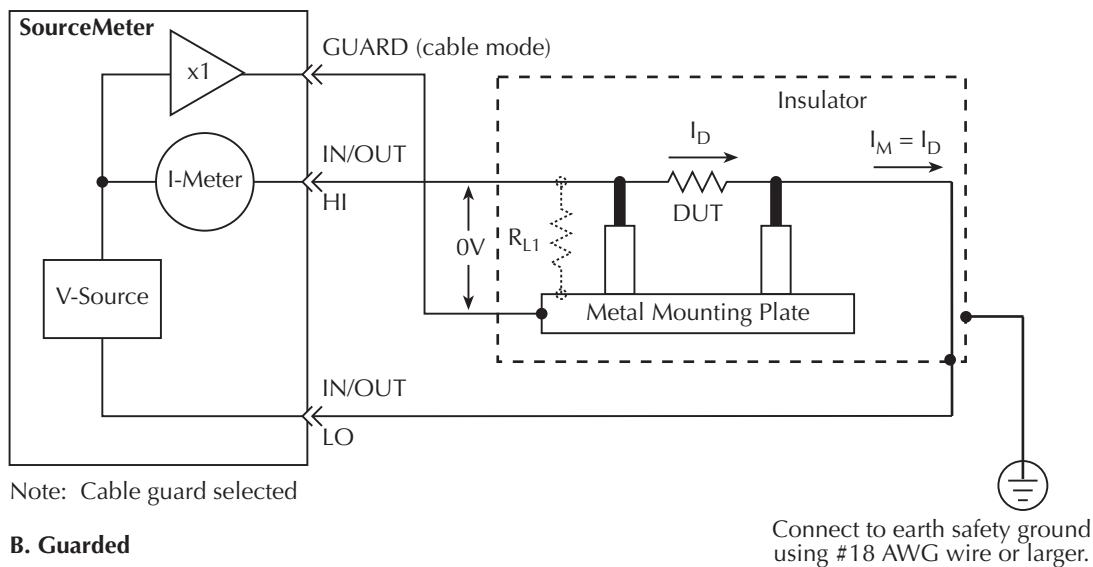 SourceMeter
GUARD (cable mode)
x1
Insulator
I_D
I_M = I_D
IN/OUT
I-Meter
HI
DUT
0V
R_L1
V-Source
Metal Mounting Plate
IN/OUT
LO
Note: Cable guard selected
B. Guarded
Connect to earth safety ground
using #18 AWG wire or larger.